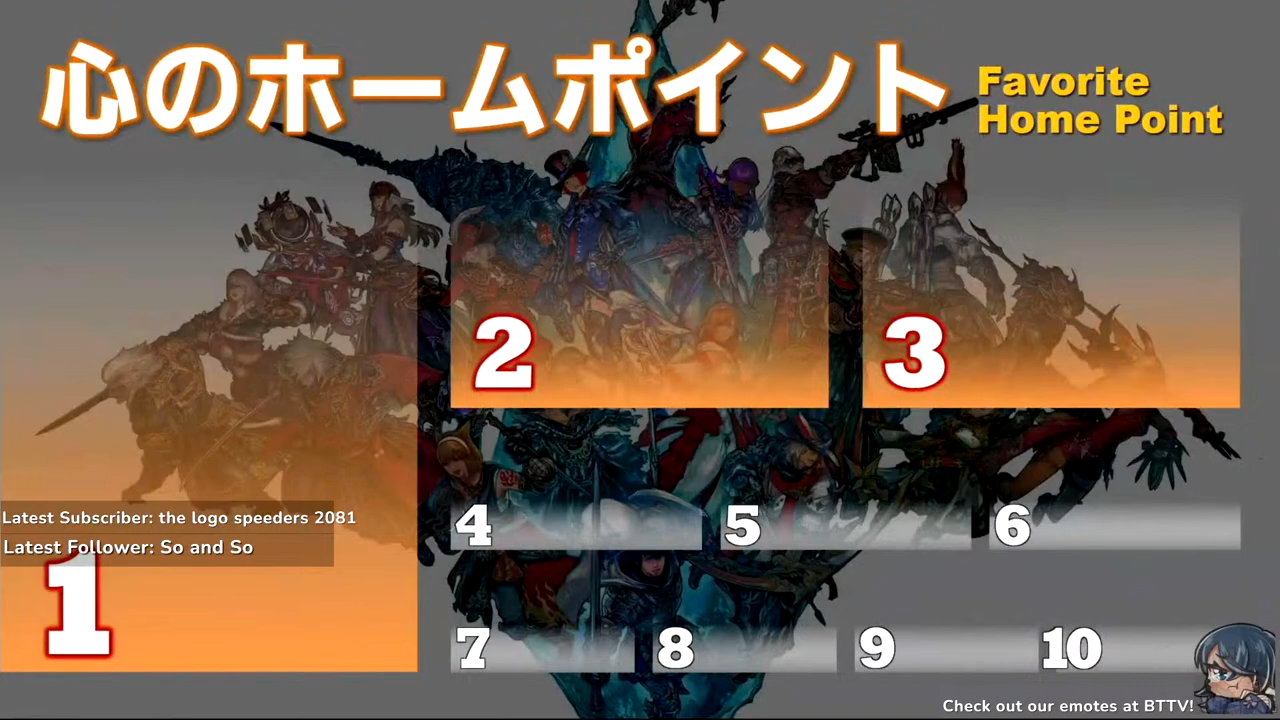 心のホームポイント
Favorite
Home Point
2
3
Latest Subscriber: the logo speeders 2081
Latest Follower: So and So
1
4
5
6
7
8
9
10
Check out our emotes at BTTV!